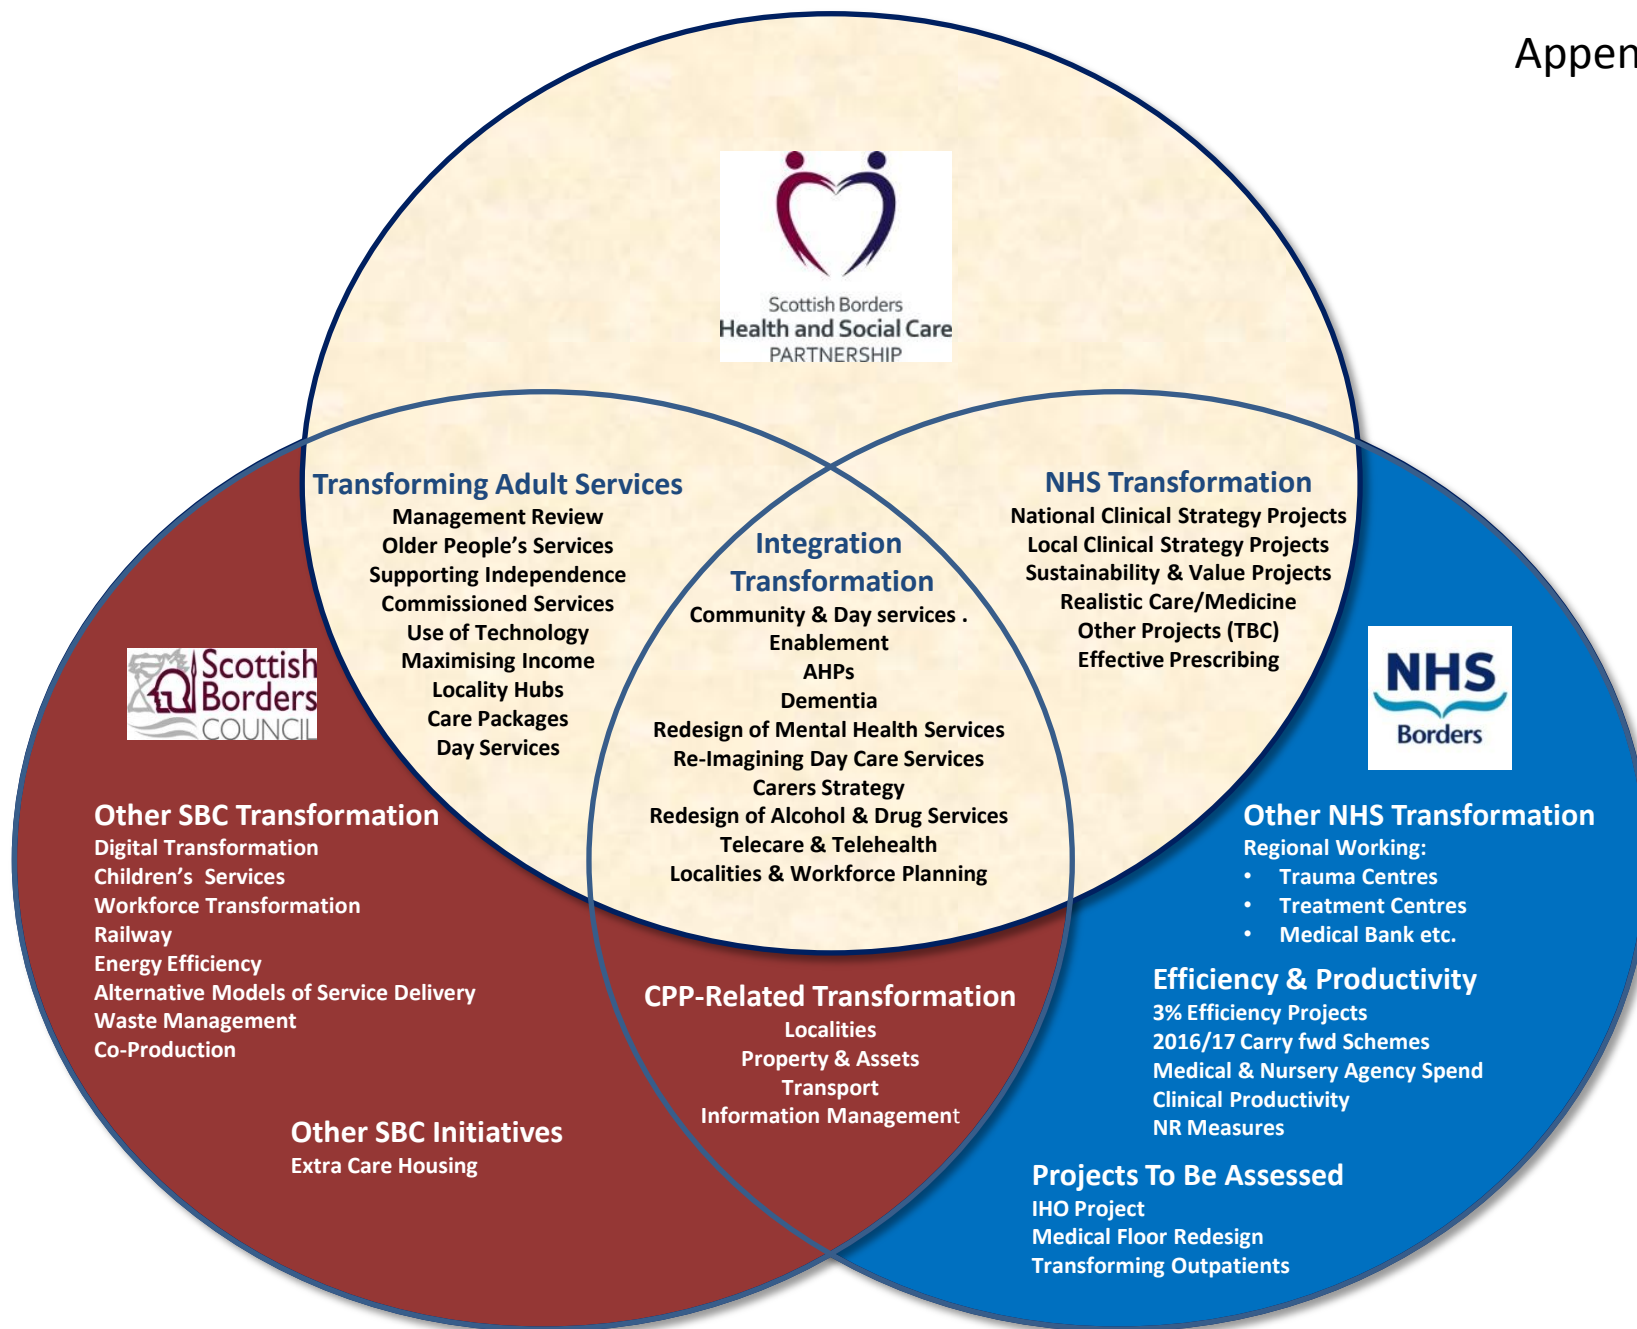 Appen
Scottish Borders
Health and Social Care
PARTNERSHIP
Transforming Adult Services
Management Review
Older People's Services
Supporting Independence
Commissioned Services
Use of Technology
Maximising Income
Locality Hubs
Care Packages
Day Services
Integration
Transformation
Community & Day services .
Enablement
AHPs
Dementia
Redesign of Mental Health Services
Re-Imagining Day Care Services
Carers Strategy
Redesign of Alcohol & Drug Services
Telecare & Telehealth
Localities & Workforce Planning
NHS Transformation
National Clinical Strategy Projects
Local Clinical Strategy Projects
Sustainability & Value Projects
Realistic Care/Medicine
Other Projects (TBC)
Effective Prescribing
Scottish
Borders
COUNCIL
NHS
Borders
Other SBC Transformation
Digital Transformation
Children's  Services
Workforce Transformation
Railway
Energy Efficiency
Alternative Models of Service Delivery
Waste Management
Co-Production
Other SBC Initiatives
Extra Care Housing
CPP-Related Transformation
Localities
Property & Assets
Transport
Information Management
Other NHS Transformation
Regional Working:
• Trauma Centres
• Treatment Centres
• Medical Bank etc.
Efficiency & Productivity
3% Efficiency Projects
2016/17 Carry fwd Schemes
Medical & Nursery Agency Spend
Clinical Productivity
NR Measures
Projects To Be Assessed
IHO Project
Medical Floor Redesign
Transforming Outpatients